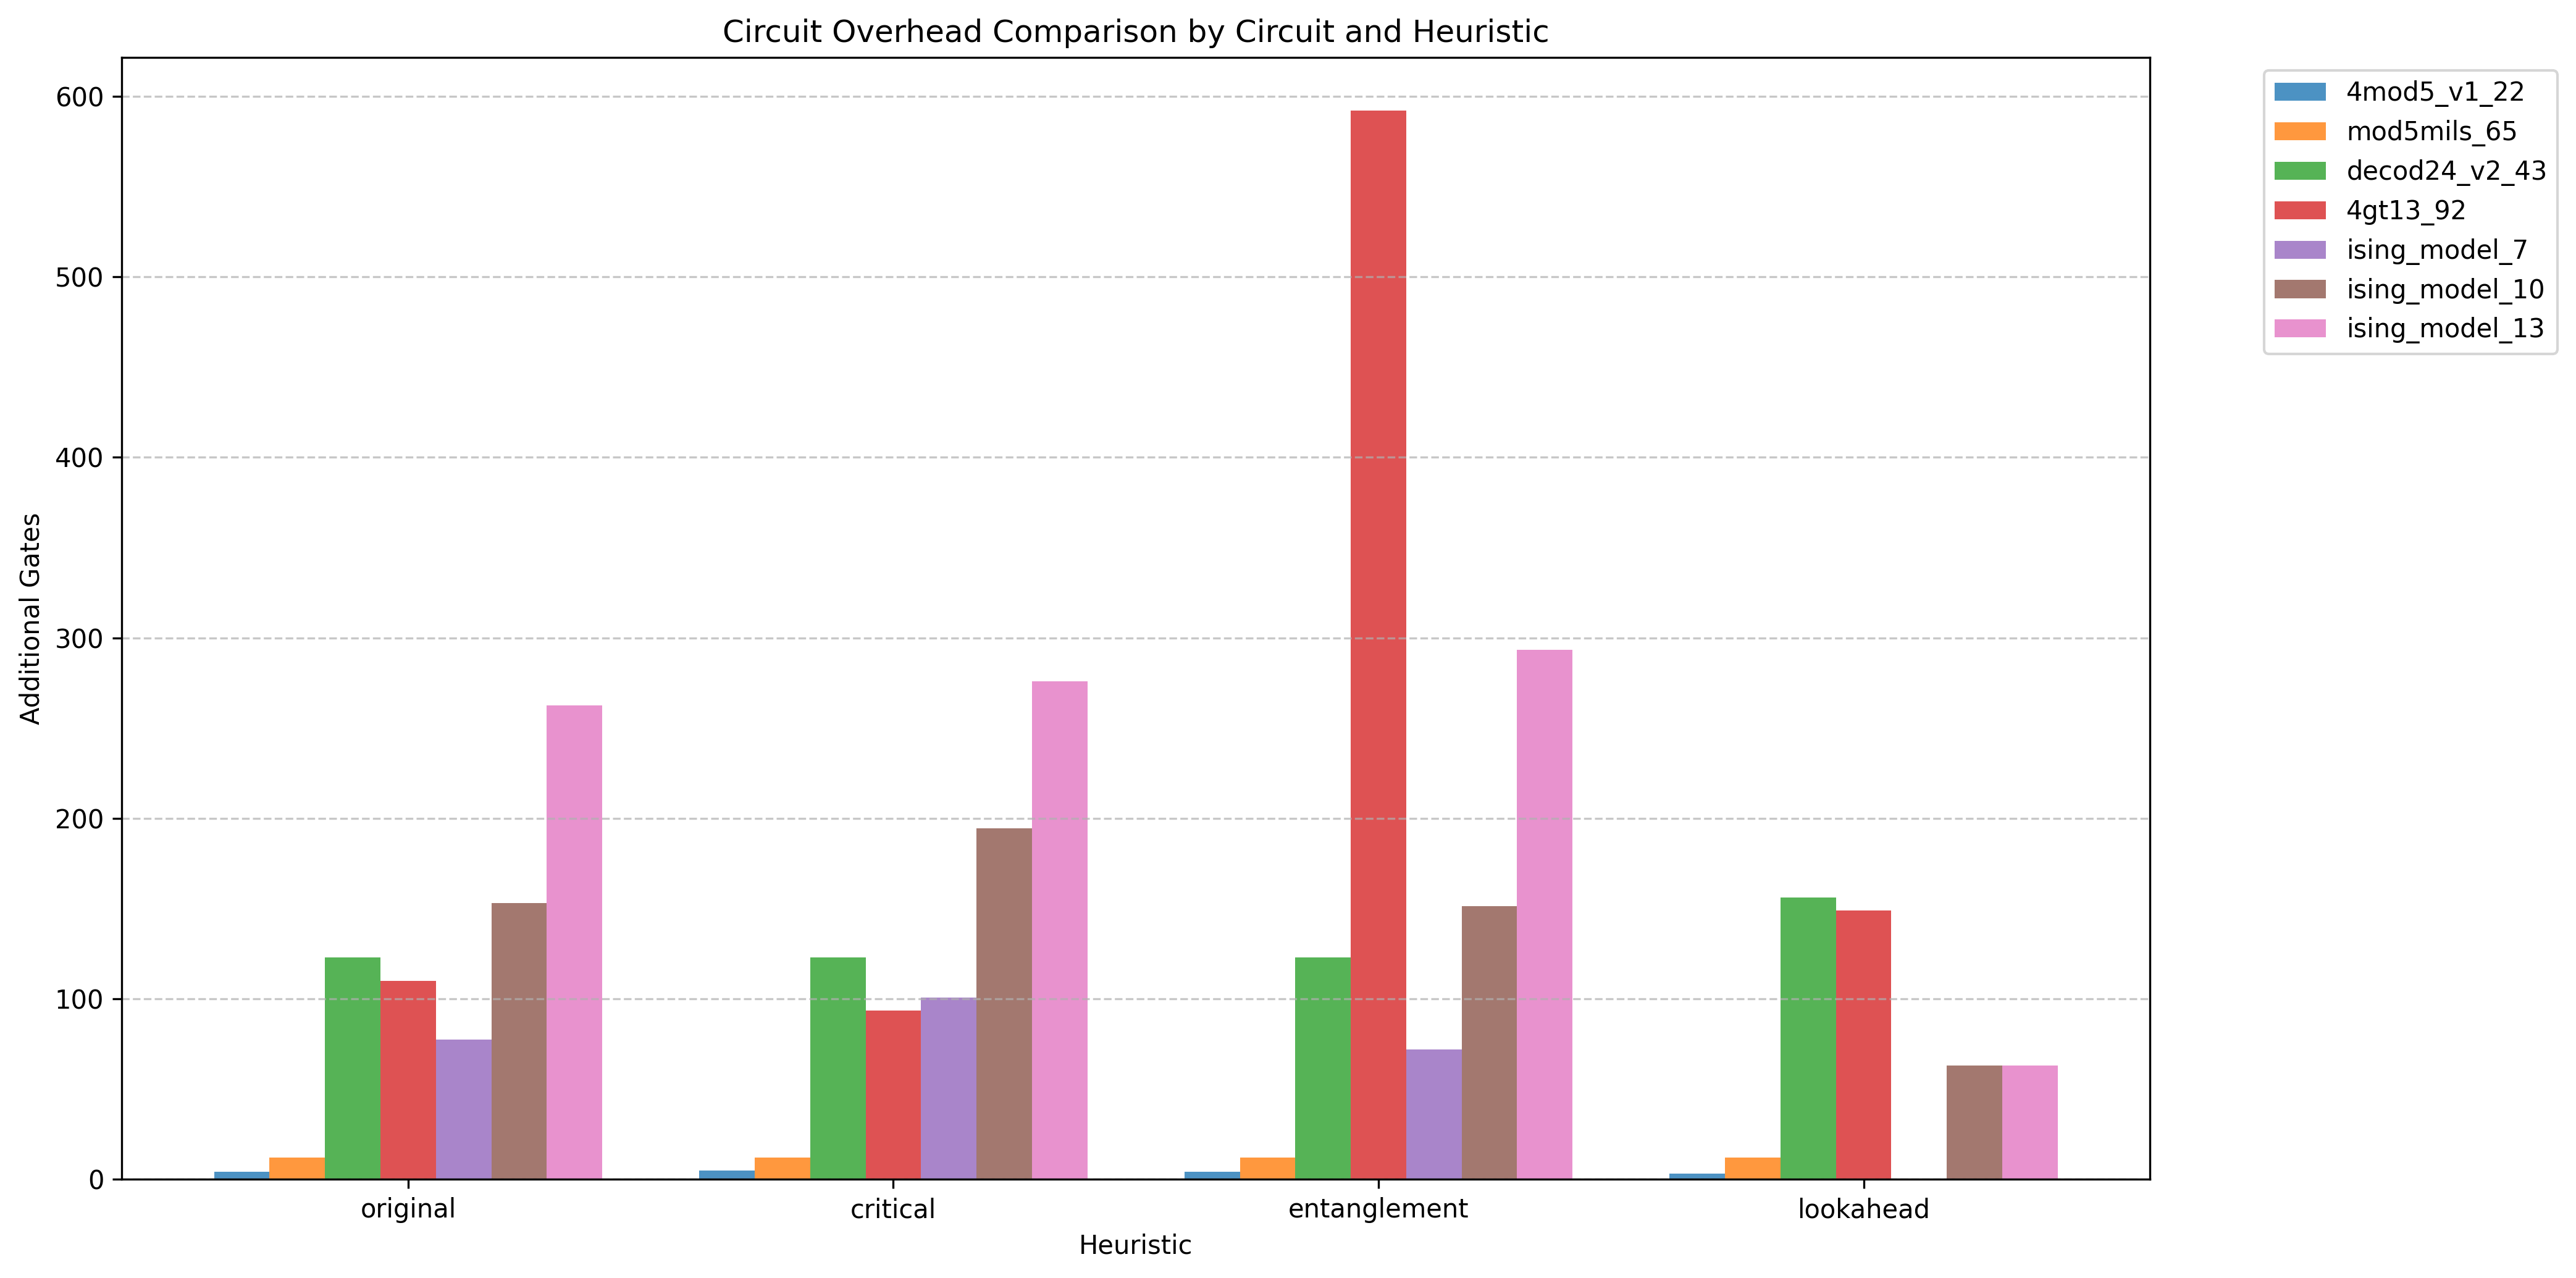 Circuit Overhead Comparison by Circuit and Heuristic
Additional Gates
600
500
400
300
200
100
0
original
critical
entanglement
lookahead
Heuristic
4mod5_v1_22
mod5mils_65
decod24_v2_43
4gt13_92
ising_model_7
ising_model_10
ising_model_13